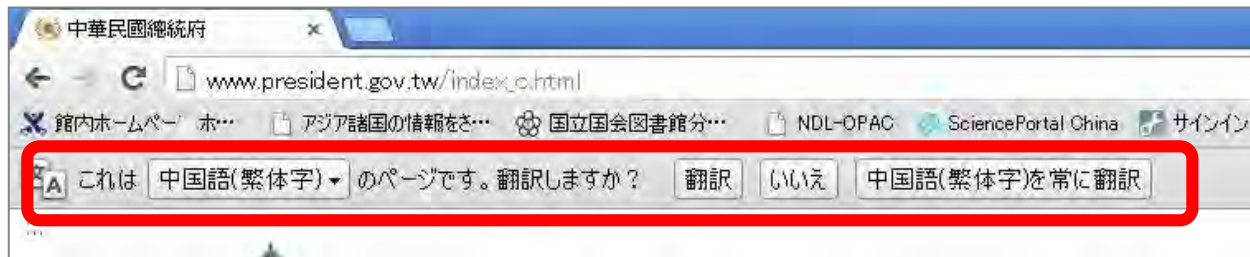 中華民國總統府 ×
www.president.gov.tw/index_c.html
館内ホームページ ホ… アジア諸国の情報をさ… 国立国会図書館分… NDL-OPAC SciencePortal China サインイン
これは 中国語(繁体字) のページです。翻訳しますか? 翻訳 いいえ 中国語(繁体字)を常に翻訳